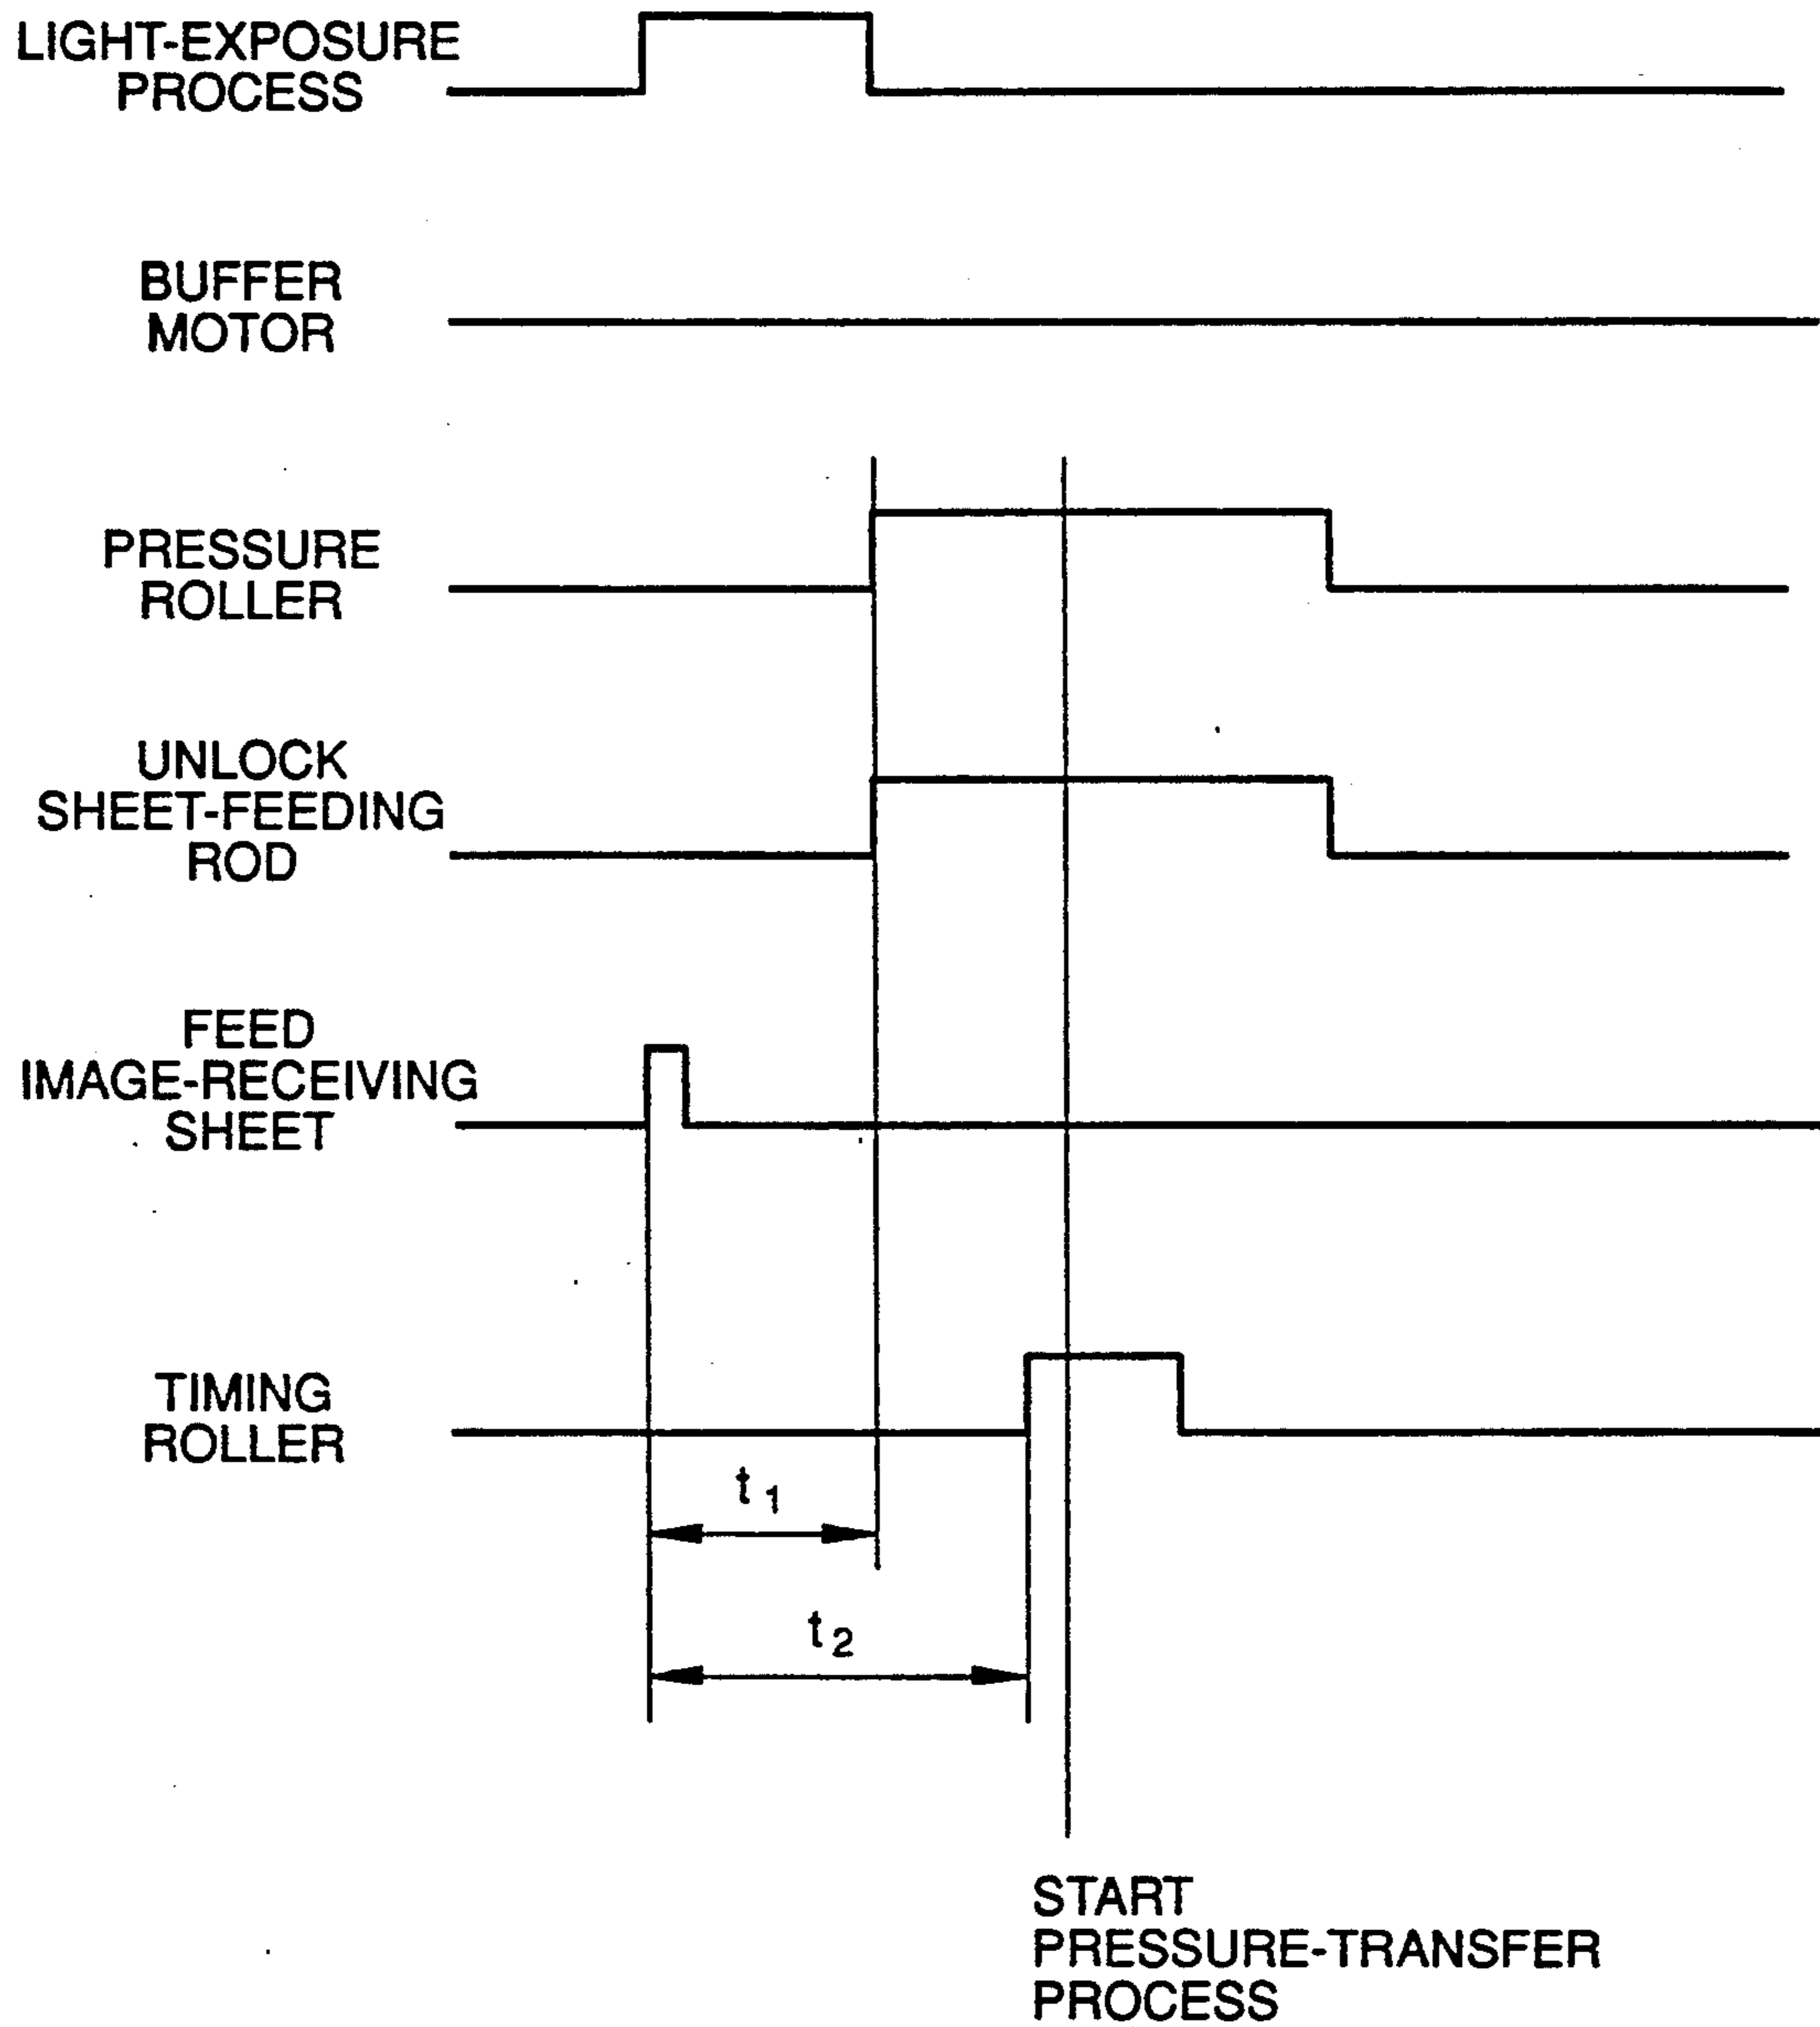 LIGHT-EXPOSURE
PROCESS
BUFFER
MOTOR
PRESSURE
ROLLER
UNLOCK
SHEET-FEEDING
ROD
FEED
IMAGE-RECEIVING
SHEET
TIMING
ROLLER
t1
t2
START
PRESSURE-TRANSFER
PROCESS